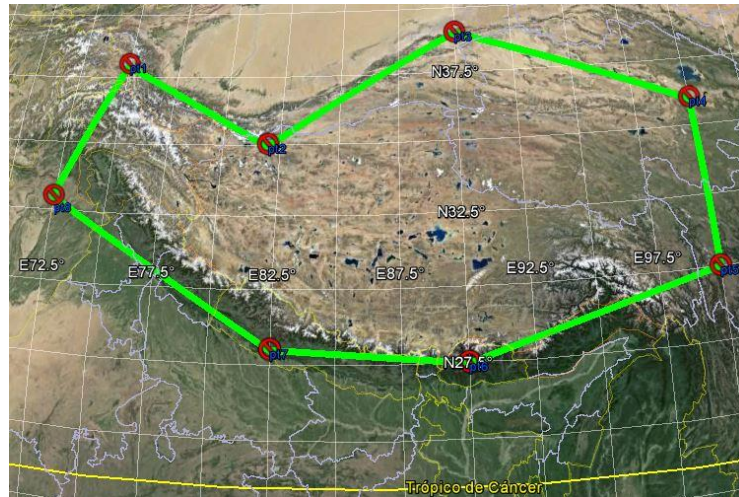 pt3
pt1
N37.5°
pt4
pt2
pt8
N32.5°
E72.5°
E77.5°
E82.5°
E87.5°
E92.5°
E97.5°
pt5
pt7
N27.5°
pt6
Trópico de Cáncer